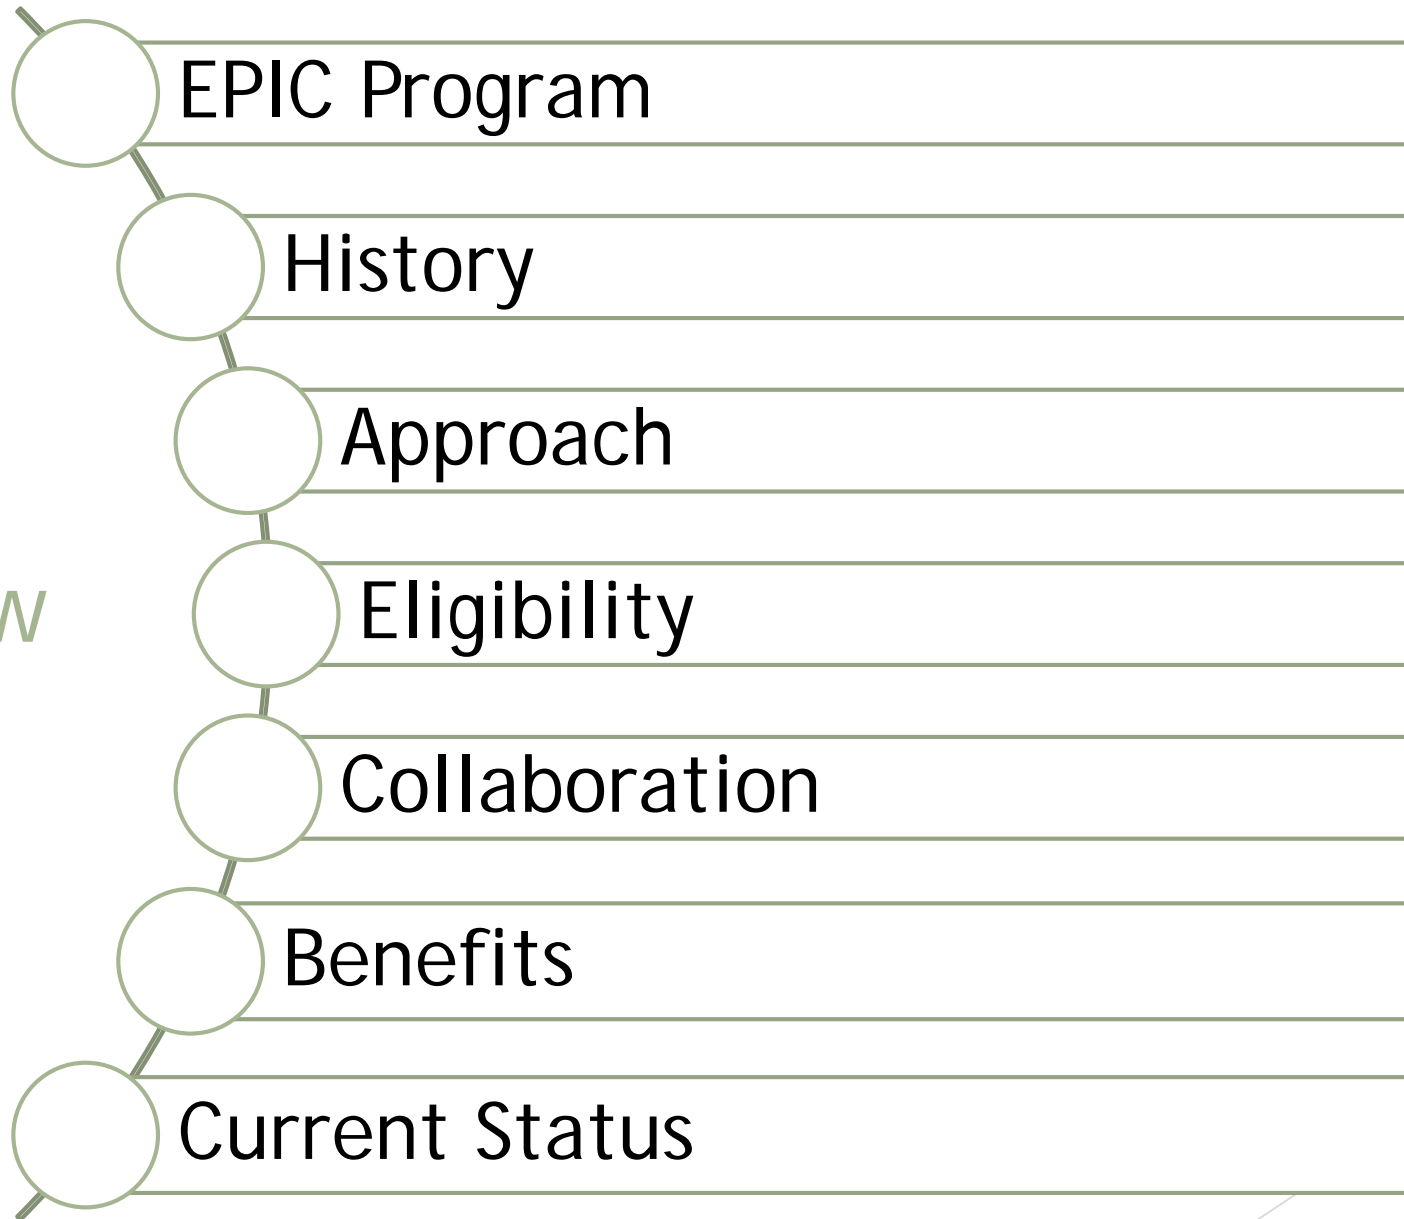 EPIC Program
History
Approach
w
Eligibility
Collaboration
Benefits
Current Status